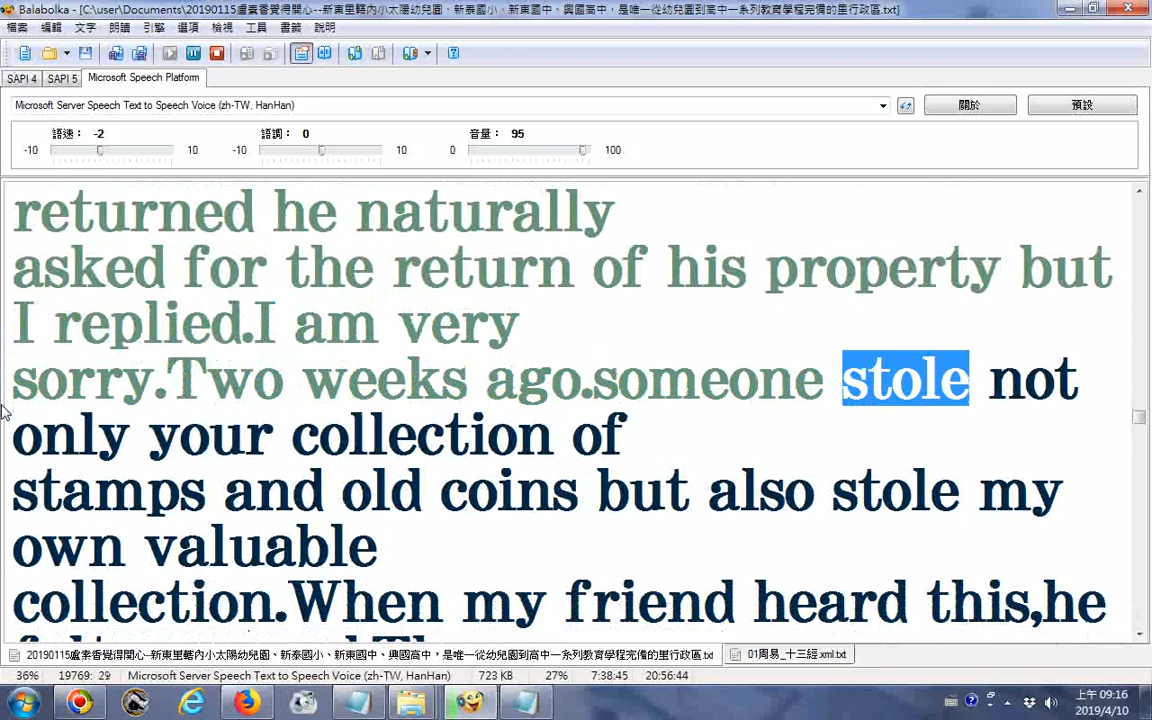 Balabolka - [C:\user\Documents\20190115盧素香覺得開心--新東里轄內小太陽幼兒園、新泰國小、新東國中、興國高中，是唯一從幼兒園到高中一系列教育學程完備的里行政區.txt]
檔案 編輯 文字 朗讀 引擎 選項 檢視 工具 書籤 說明
SAPI 4 SAPI 5 Microsoft Speech Platform
Microsoft Server Speech Text to Speech Voice (zh-TW, HanHan) 關於 預設
語速： -2 語調： 0 音量： 95
-10 10 -10 10 0 100
returned he naturally
asked for the return of his property but
I replied.I am very
sorry.Two weeks ago.someone stole not
only your collection of
stamps and old coins but also stole my
own valuable
collection.When my friend heard this,he
20190115盧素香覺得開心--新東里轄內小太陽幼兒園、新泰國小、新東國中、興國高中，是唯一從幼兒園到高中一系列教育學程完備的里行政區.txt 01周易_十三經.xml.txt
36% 19769: 29 Microsoft Server Speech Text to Speech Voice (zh-TW, HanHan) 723 KB 27% 7:38:45 20:56:44
上午 09:16
2019/4/10